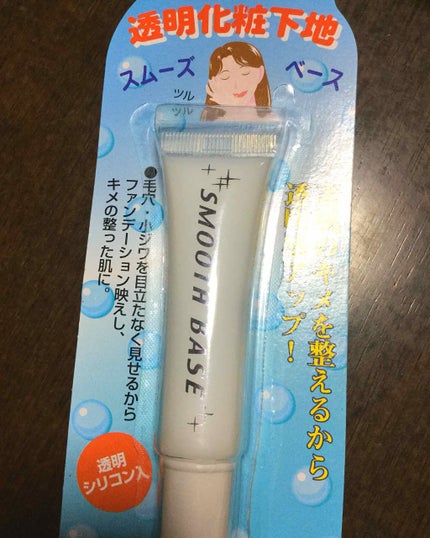 透明化粧下地
スムーズ
ベース
ツル
ツル
SMOOTH BASE
キメを整えるから
ップ!
●毛穴・小ジワを目立たなく見せるから
ファンデーション映えし、
キメの整った肌に。
透明
シリコン入